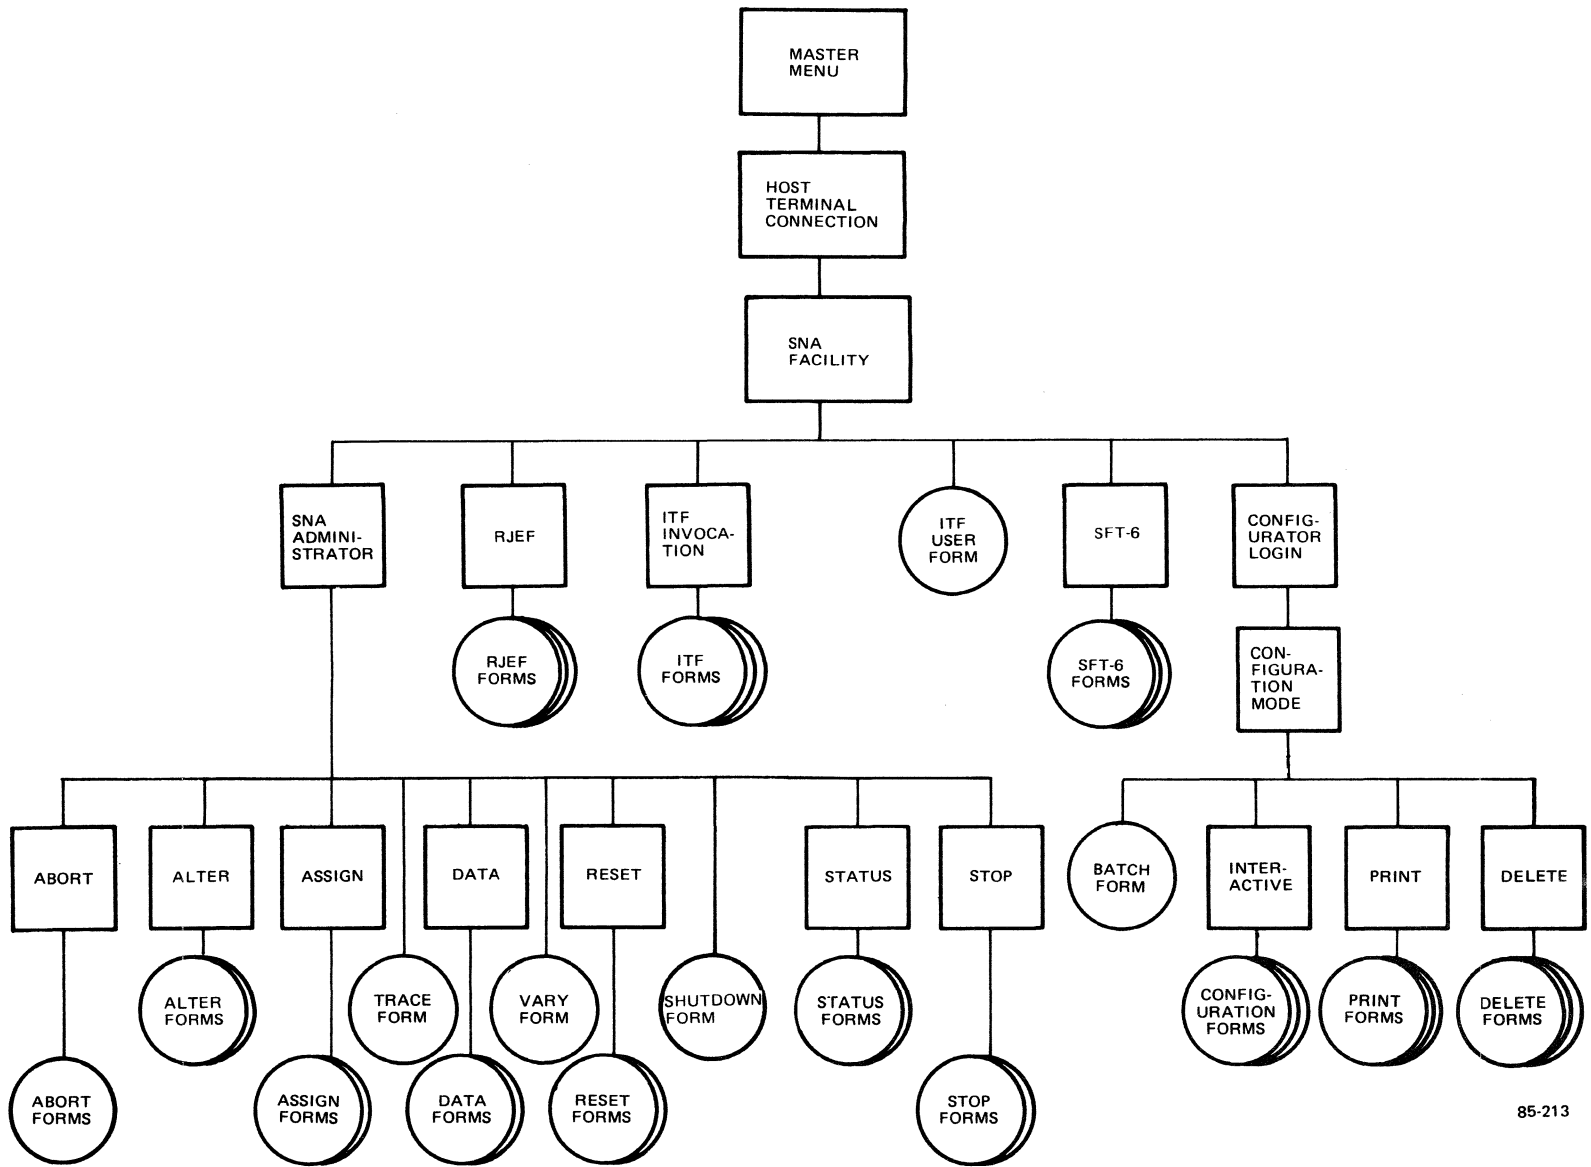 MASTER
MENU
HOST
TERMINAL
CONNECTION
SNA
FACILITY
SNA
ADMINI-
STRATOR
RJEF
ITF
INVOCA-
TION
ITF
USER
FORM
SFT-6
CONFIG-
URATOR
LOGIN
RJEF
FORMS
ITF
FORMS
SFT-6
FORMS
CON-
FIGURA-
TION
MODE
ABORT
ALTER
ASSIGN
DATA
RESET
STATUS
STOP
BATCH
FORM
INTER-
ACTIVE
PRINT
DELETE
ALTER
FORMS
TRACE
FORM
VARY
FORM
SHUTDOWN
FORM
STATUS
FORMS
CONFIG-
URATION
FORMS
PRINT
FORMS
DELETE
FORMS
ABORT
FORMS
ASSIGN
FORMS
DATA
FORMS
RESET
FORMS
STOP
FORMS
85-213